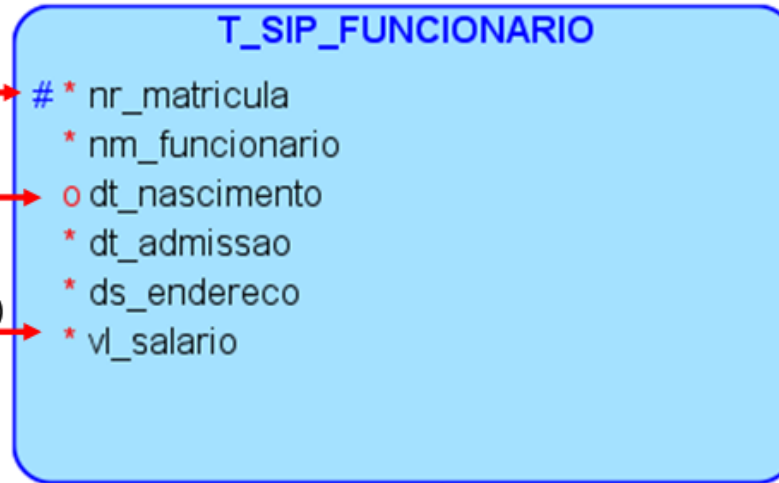 T_SIP_FUNCIONARIO
# * nr_matricula
* nm_funcionario
o dt_nascimento
* dt_admissao
* ds_endereco
)
* vl_salario